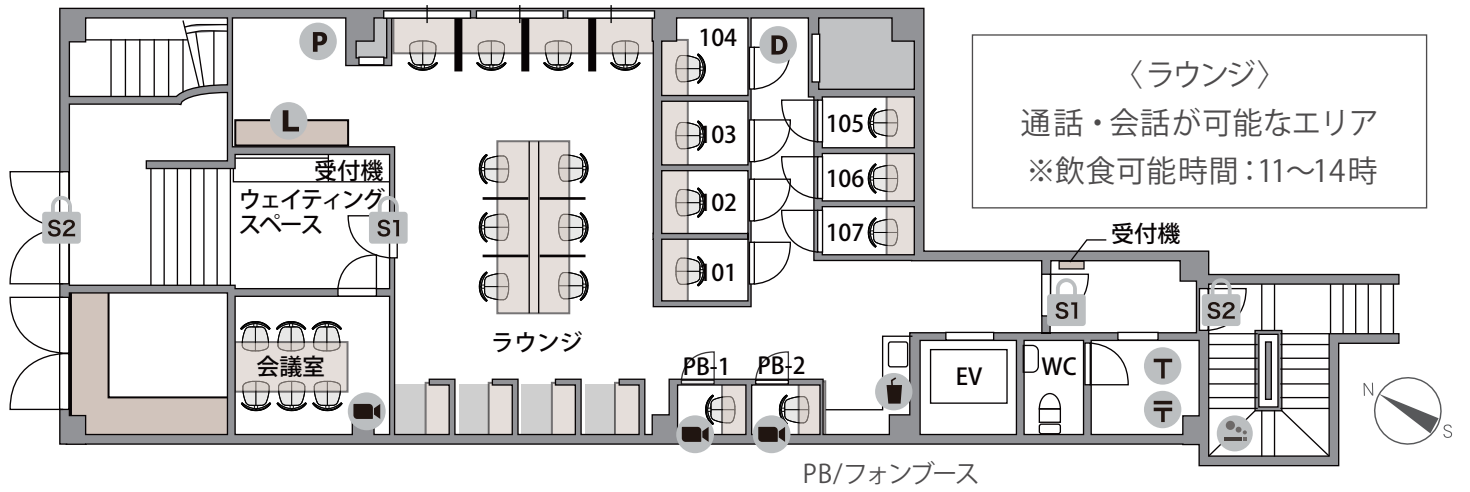 P
104
D
〈ラウンジ〉
通話・会話が可能なエリア
※飲食可能時間：11〜14時
L
103
105
受付機
ウェイティング
スペース
106
102
S2
S1
107
受付機
101
S1
S2
ラウンジ
会議室
PB-1
PB-2
EV
WC
T
〒
N
S
PB/フォンブース